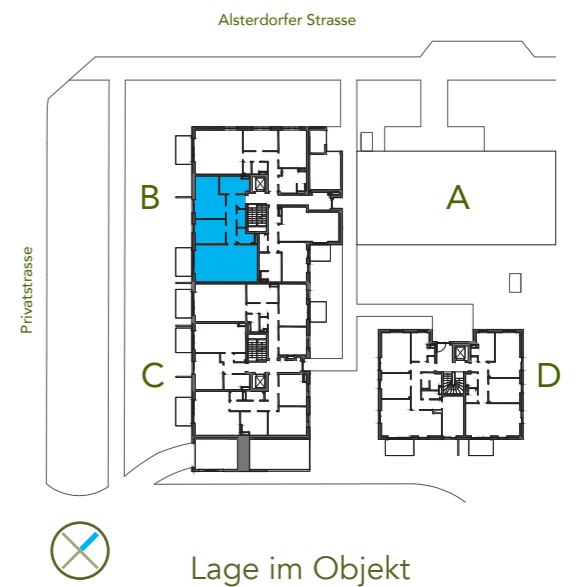 Alsterdorfer Strasse
B
A
Privatstrasse
C
D
Lage im Objekt